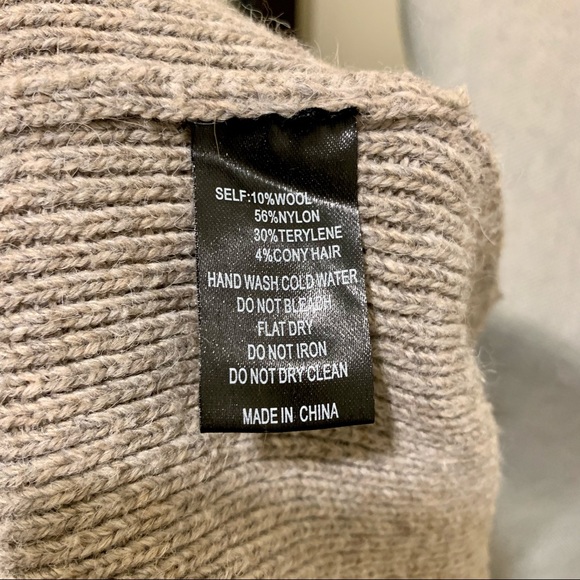 SELF:10%WOOL
56%NYLON
30%TERYLENE
4%CONY HAIR
HAND WASH COLD WATER
DO NOT BLEACH
FLAT DRY
DO NOT IRON
DO NOT DRY CLEAN
MADE IN CHINA